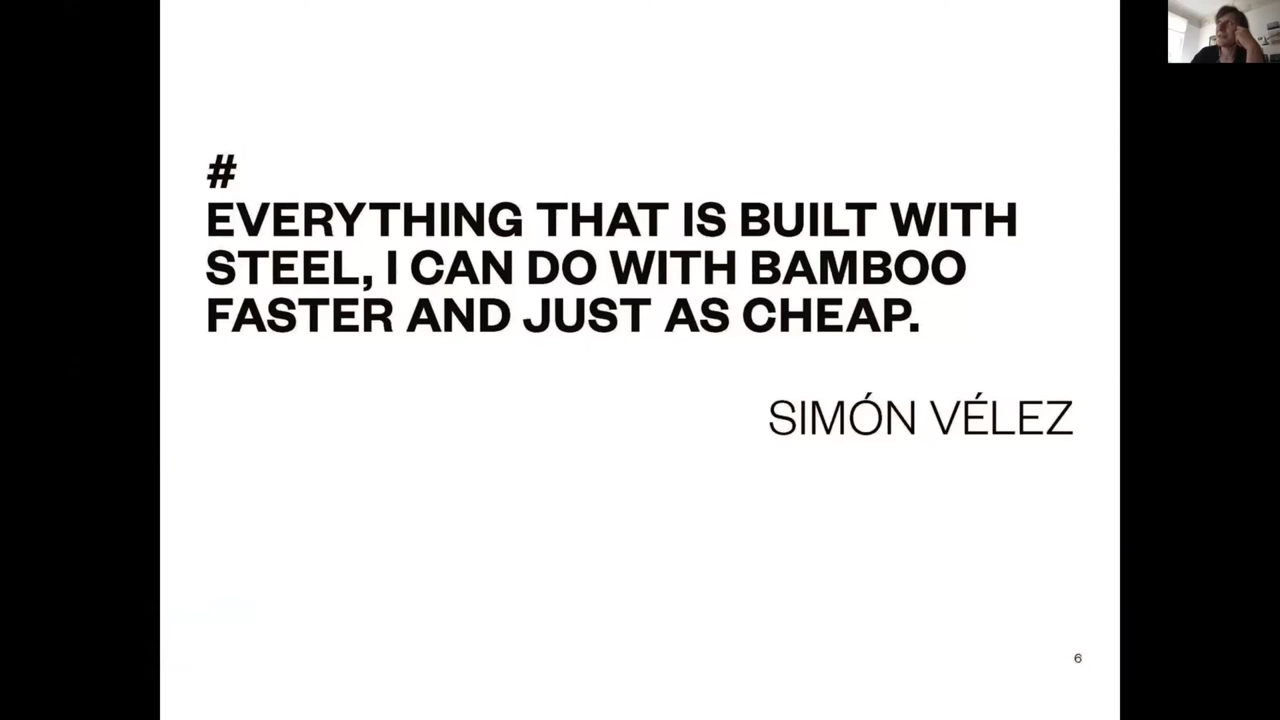 #
EVERYTHING THAT IS BUILT WITH
STEEL, I CAN DO WITH BAMBOO
FASTER AND JUST AS CHEAP.
SIMÓN VÉLEZ
6